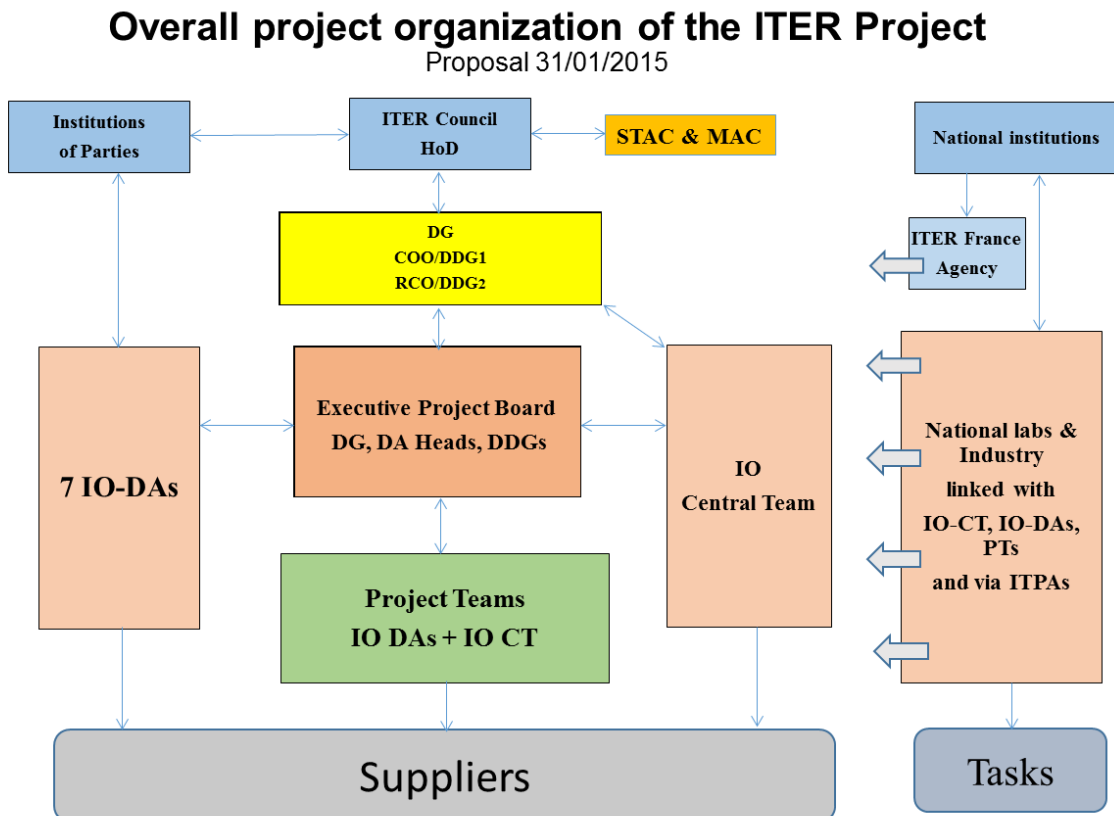 Overall project organization of the ITER Project
Proposal 31/01/2015
Institutions
of Parties
ITER Council
HoD
STAC & MAC
National institutions
DG
COO/DDG1
RCO/DDG2
ITER France
Agency
7 IO-DAs
Executive Project Board
DG, DA Heads, DDGs
IO
Central Team
National labs &
Industry
linked with
IO-CT, IO-DAs,
PTs
and via ITPAs
Project Teams
IO DAs + IO CT
Suppliers
Tasks